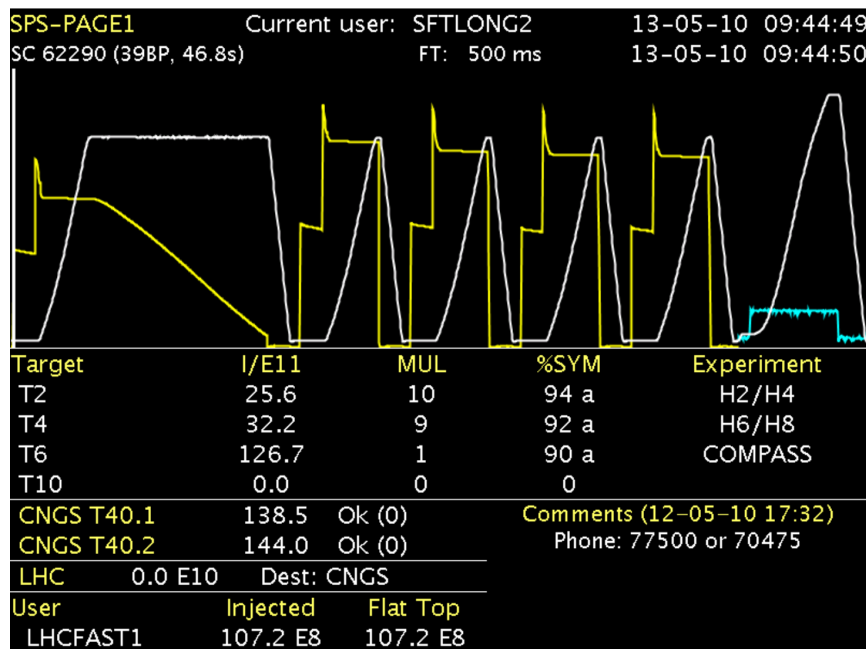 SPS-PAGE1 Current user: SFTLONG2 13-05-10 09:44:49
SC 62290 (39BP, 46.8s) FT: 500 ms 13-05-10 09:44:50
Target I/E11 MUL %SYM Experiment
T2 25.6 10 94 a H2/H4
T4 32.2 9 92 a H6/H8
T6 126.7 1 90 a COMPASS
T10 0.0 0 0
CNGS T40.1 138.5 Ok (0) Comments (12-05-10 17:32)
CNGS T40.2 144.0 Ok (0) Phone: 77500 or 70475
LHC 0.0 E10 Dest: CNGS
User Injected Flat Top
LHCFAST1 107.2 E8 107.2 E8